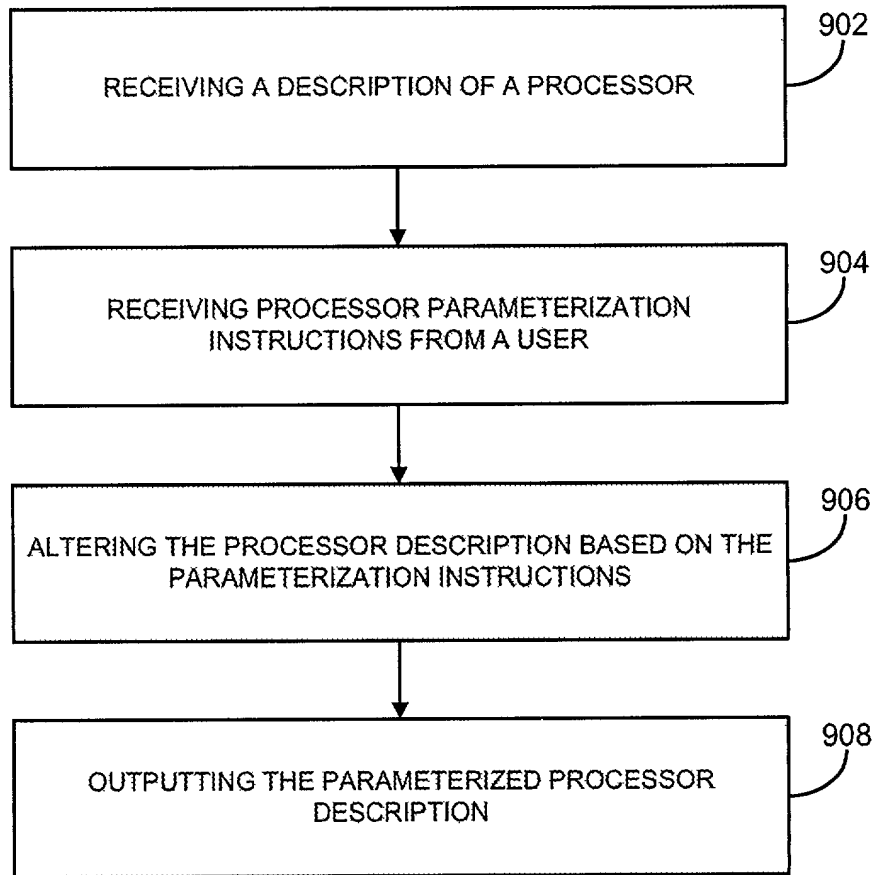 902
RECEIVING A DESCRIPTION OF A PROCESSOR
904
RECEIVING PROCESSOR PARAMETERIZATION
INSTRUCTIONS FROM A USER
906
ALTERING THE PROCESSOR DESCRIPTION BASED ON THE
PARAMETERIZATION INSTRUCTIONS
908
OUTPUTTING THE PARAMETERIZED PROCESSOR
DESCRIPTION